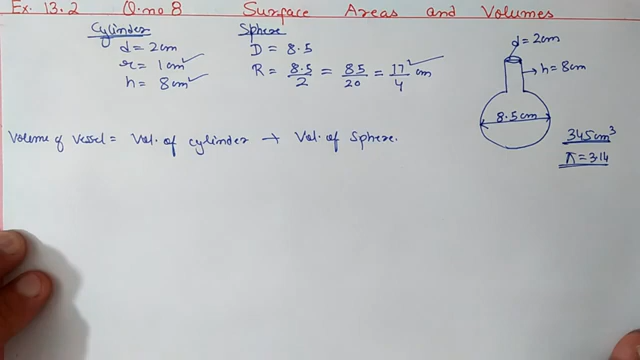 Ex. 13.2 Q.no 8 Surface Areas and Volumes
Cylinder
d = 2cm
r = 1cm
h = 8cm
Sphere
D = 8.5
R = 8.5/2 = 85/20 = 17/4 cm
d = 2cm
h = 8cm
8.5cm
345cm³
π = 3.14
Volume of vessel = Vol. of cylinder + Vol. of sphere.